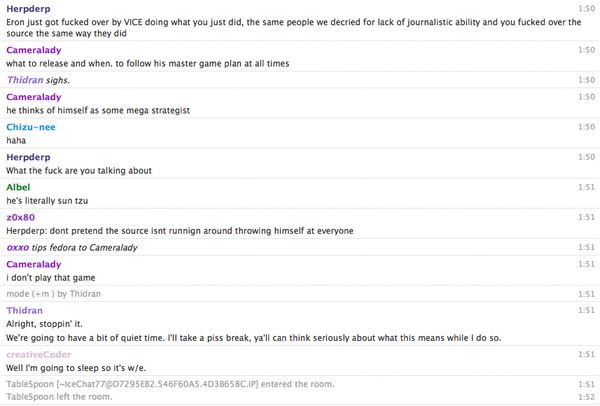 Herpderp 1:50
Eron just got fucked over by VICE doing what you just did, the same people we decried for lack of journalistic ability and you fucked over the
source the same way they did
Cameralady 1:50
what to release and when. to follow his master game plan at all times
Thidran sighs. 1:50
Cameralady 1:50
he thinks of himself as some mega strategist
Chizu-nee 1:50
haha
Herpderp 1:50
What the fuck are you talking about
Albel 1:51
he's literally sun tzu
z0x80 1:51
Herpderp: dont pretend the source isnt runnign around throwing himself at everyone
oxxo tips fedora to Cameralady 1:51
Cameralady 1:51
i don't play that game
mode (+m ) by Thidran 1:51
Thidran 1:51
Alright, stoppin' it.
We're going to have a bit of quiet time. I'll take a piss break, ya'll can think seriously about what this means while I do so.
creativeCoder 1:51
Well I'm going to sleep so it's w/e.
TableSpoon [~IceChat77@D7295EB2.546F60A5.4D3B658C.IP] entered the room. 1:51
TableSpoon left the room. 1:52